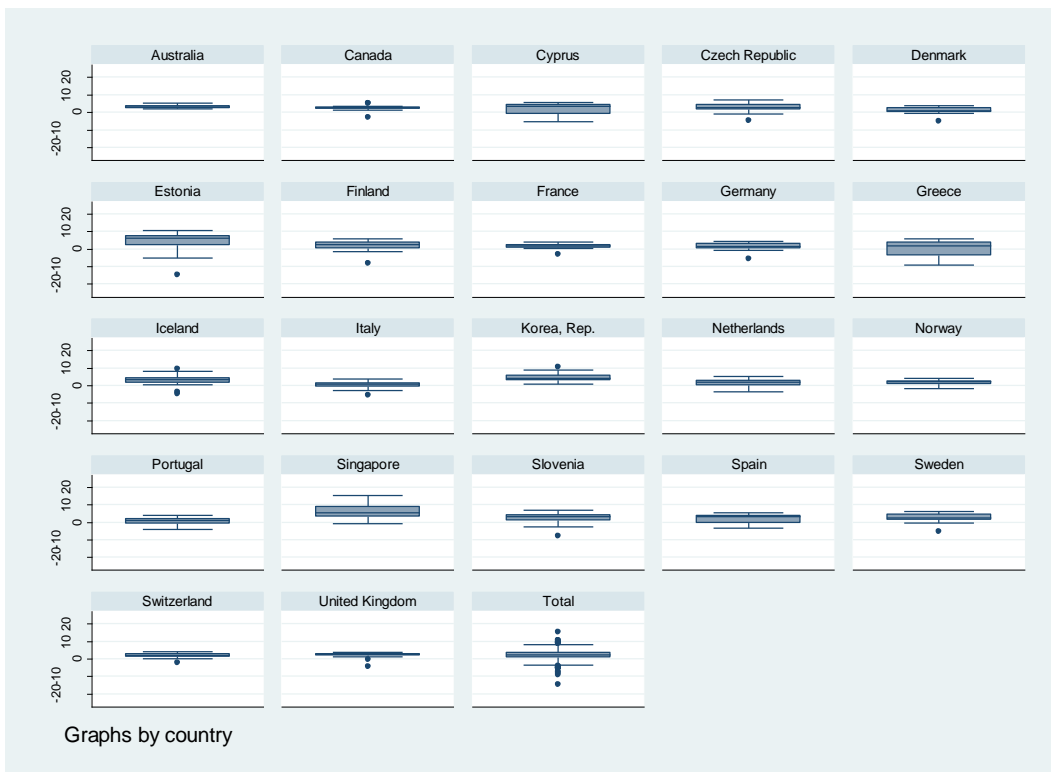 Australia Canada Cyprus Czech Republic Denmark
-20-10 0 10 20
Estonia Finland France Germany Greece
-20-10 0 10 20
Iceland Italy Korea, Rep. Netherlands Norway
-20-10 0 10 20
Portugal Singapore Slovenia Spain Sweden
-20-10 0 10 20
Switzerland United Kingdom Total
-20-10 0 10 20
Graphs by country